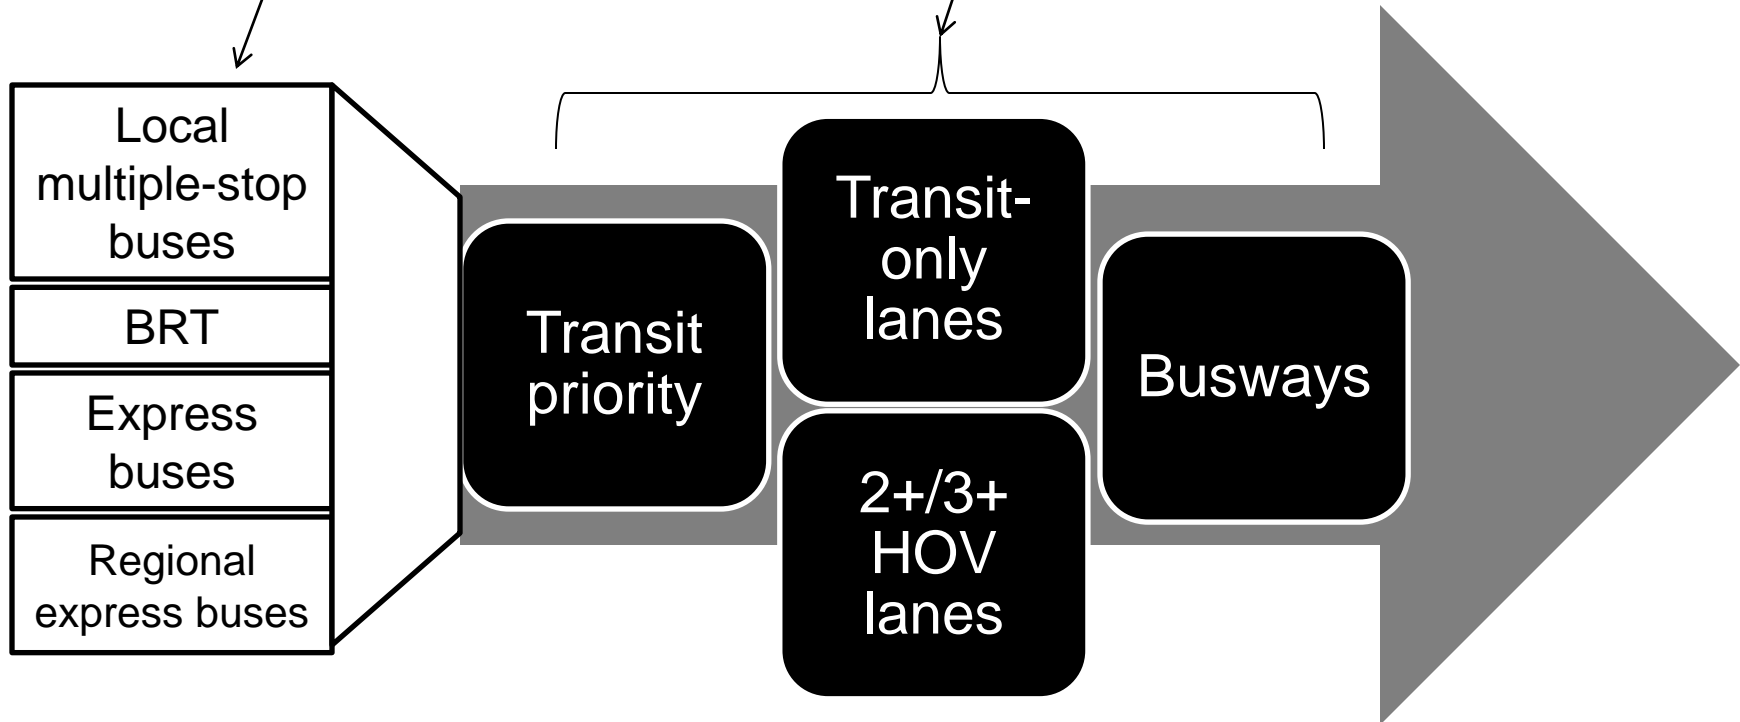 Local
multiple-stop
buses
BRT
Express
buses
Regional
express buses
Transit
priority
Transit-
only
lanes
2+/3+
HOV
lanes
Busways